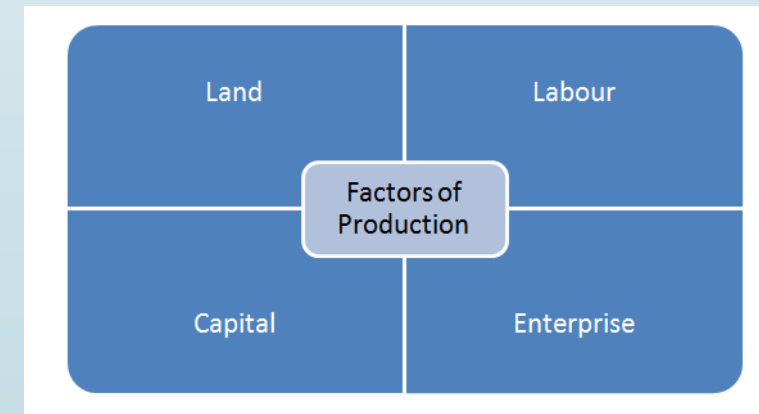 Land
Labour
Factors of
Production
Capital
Enterprise